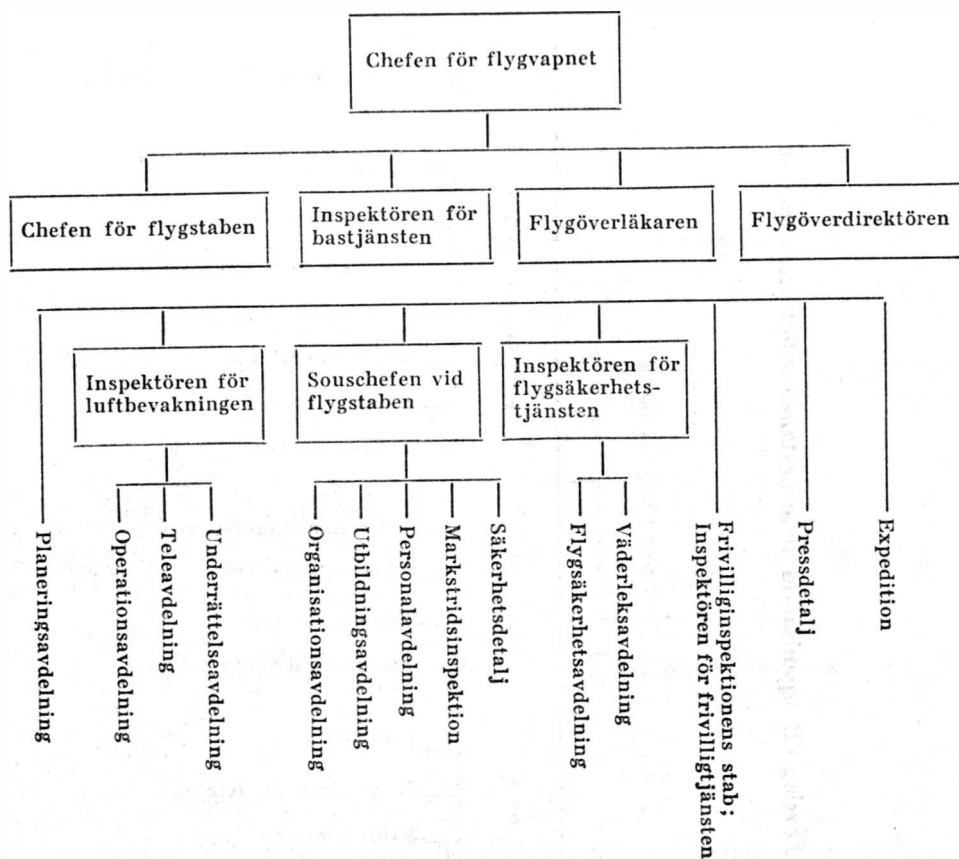 Chefen för flygvapnet
Chefen för flygstaben
Inspektören för
bastjänsten
Flygöverläkaren
Flygöverdirektören
Inspektören för
luftbevakningen
Souschefen vid
flygstaben
Inspektören för
flygsäkerhets-
tjänsten
Planeringsavdelning
Operationsavdelning
Teleavdelning
Underrättelseavdelning
Organisationsavdelning
Utbildningsavdelning
Personalavdelning
Markstridsinspektion
Säkerhetsdetalj
Flygsäkerhetsavdelning
Väderleksavdelning
Frivilliginspektionens stab;
Inspektören för frivilligtjänsten
Pressdetalj
Expedition